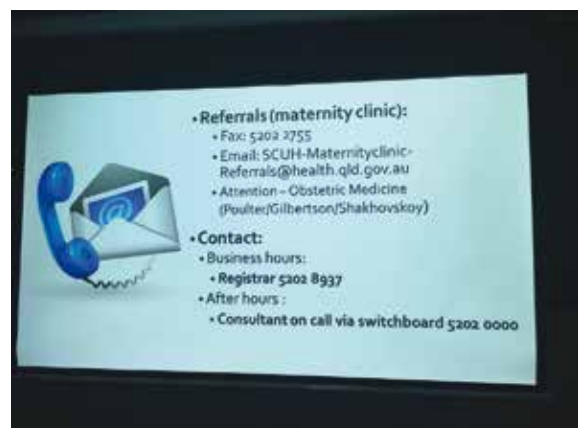 • Referrals (maternity clinic):
• Fax: 5202 2755
• Email: SCUH-Maternityclinic-
Referrals@health.qld.gov.au
• Attention – Obstetric Medicine
(Poulter/Gilbertson/Shakhovskoy)
• Contact:
• Business hours:
• Registrar 5202 8937
• After hours :
• Consultant on call via switchboard 5202 0000
@